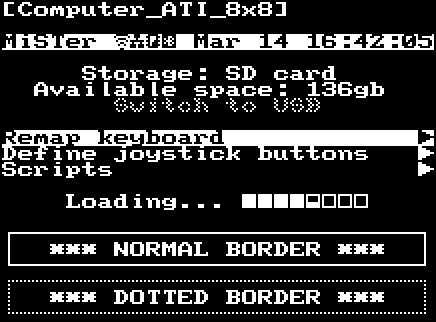 [Computer_ATI_8x8]
MiSTer Mar 14 16:42:05
Storage: SD card
Available space: 136gb
Switch to USB
Remap keyboard ▶
Define joystick buttons ▶
Scripts ▶
Loading...
*** NORMAL BORDER ***
*** DOTTED BORDER ***